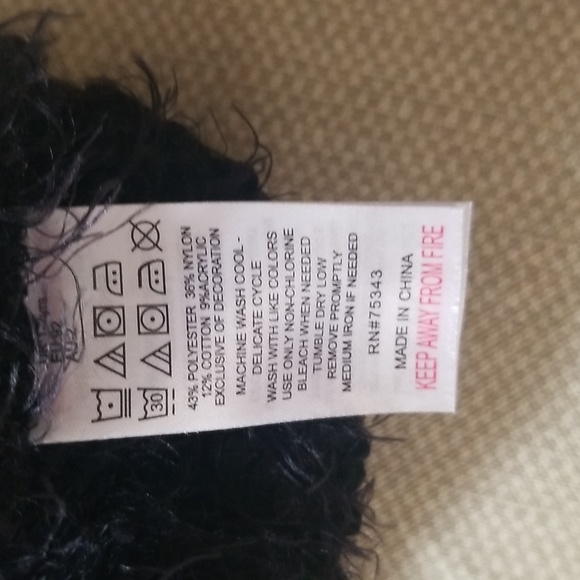 30
43% POLYESTER 36% NYLON
12% COTTON 9%ACRYLIC
EXCLUSIVE OF DECORATION
MACHINE WASH COOL -
DELICATE CYCLE
WASH WITH LIKE COLORS
USE ONLY NON-CHLORINE
BLEACH WHEN NEEDED
TUMBLE DRY LOW
REMOVE PROMPTLY
MEDIUM IRON IF NEEDED
RN#75343
MADE IN CHINA
KEEP AWAY FROM FIRE